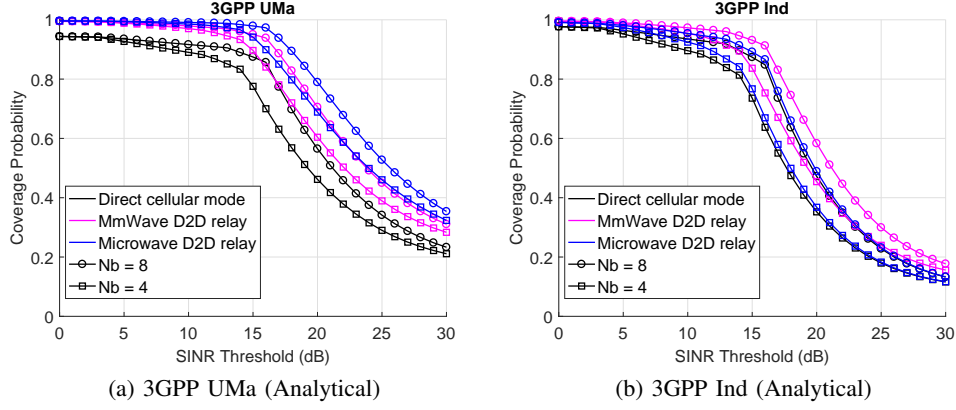 3GPP UMa
1
0.8
0.6
0.4
0.2
0
Coverage Probability
Direct cellular mode
MmWave D2D relay
Microwave D2D relay
Nb = 8
Nb = 4
0 5 10 15 20 25 30
SINR Threshold (dB)
(a) 3GPP UMa (Analytical)
3GPP Ind
1
0.8
0.6
0.4
0.2
0
Coverage Probability
Direct cellular mode
MmWave D2D relay
Microwave D2D relay
Nb = 8
Nb = 4
0 5 10 15 20 25 30
SINR Threshold (dB)
(b) 3GPP Ind (Analytical)